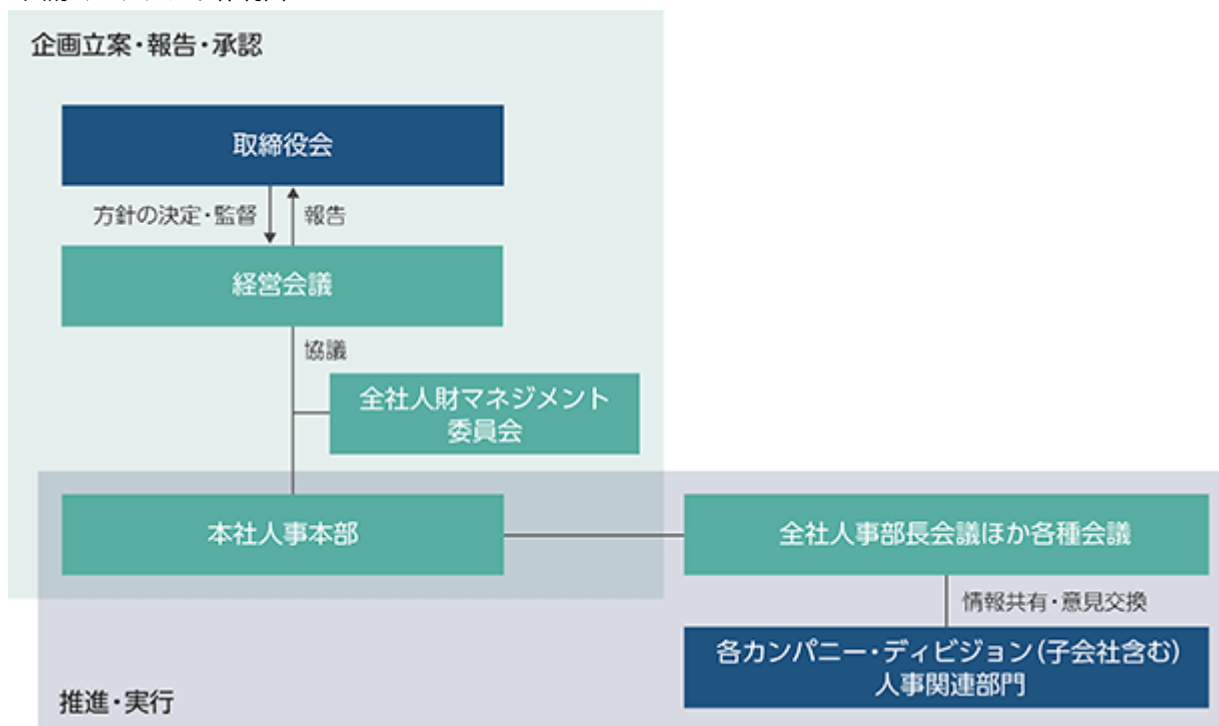 企画立案・報告・承認
取締役会
方針の決定・監督
報告
経営会議
協議
全社人財マネジメント
委員会
本社人事本部
全社人事部長会議ほか各種会議
情報共有・意見交換
各カンパニー・ディビジョン(子会社含む)
人事関連部門
推進・実行